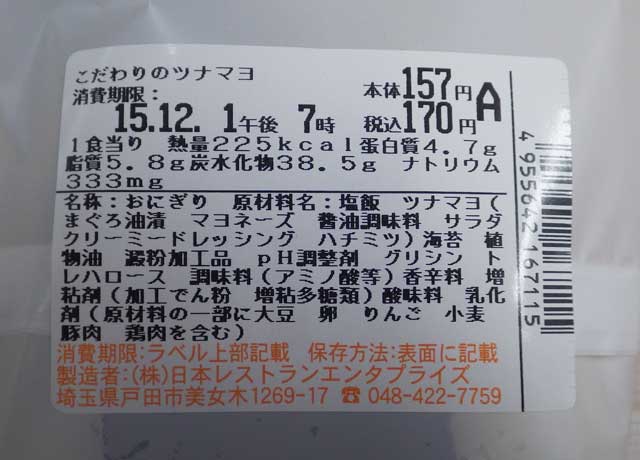 こだわりのツナマヨ
消費期限: 本体157円
15.12. 1午後 7時 税込170円 A
1食当り 熱量225kcal蛋白質4.7g
脂質5.8g炭水化物38.5g ナトリウム
333mg
名称:おにぎり 原材料名:塩飯 ツナマヨ(
まぐろ油漬 マヨネーズ 醤油調味料 サラダ
クリーミードレッシング ハチミツ)海苔 植
物油 澱粉加工品 pH調整剤 グリシン ト
レハロース 調味料(アミノ酸等)香辛料 増
粘剤(加工でん粉 増粘多糖類)酸味料 乳化
剤(原材料の一部に大豆 卵 りんご 小麦
豚肉 鶏肉を含む)
消費期限:ラベル上部記載 保存方法:表面に記載
製造者:(株)日本レストランエンタプライズ
埼玉県戸田市美女木1269-17 ☎ 048-422-7759
4 955642 167115